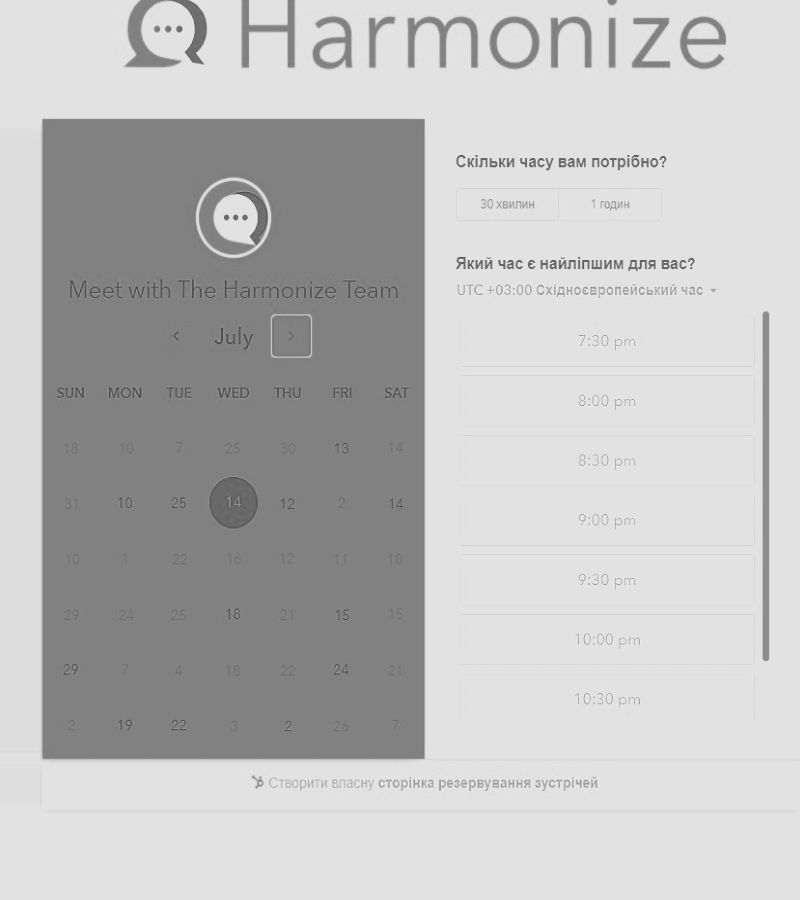 Harmonize
Meet with The Harmonize Team
July
SUN MON TUE WED THU FRI SAT
18 10 7 25 30 13 14
31 10 25 14 12 2 14
10 1 22 16 12 11 18
29 24 25 18 21 15 15
29 7 4 18 22 24 21
2 19 22 3 2 26 7
Скільки часу вам потрібно?
30 хвилин 1 годин
Який час є найліпшим для вас?
UTC +03:00 Східноєвропейський час
7:30 pm
8:00 pm
8:30 pm
9:00 pm
9:30 pm
10:00 pm
10:30 pm
Створити власну сторінка резервування зустрічей